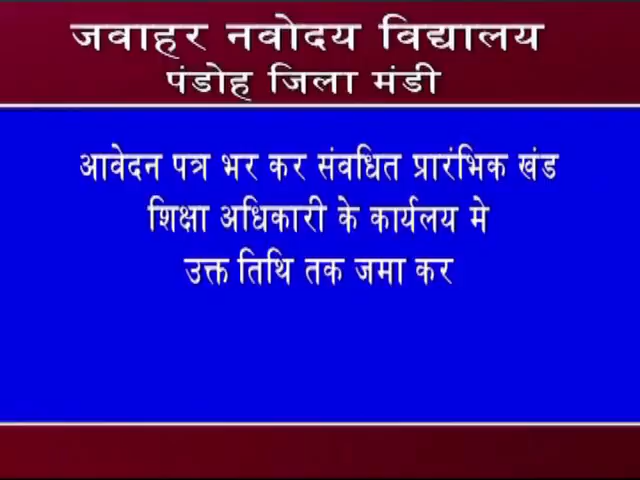 जवाहर नवोदय विद्यालय
पंडोह जिला मंडी
आवेदन पत्र भर कर संवधित प्रारंभिक खंड
शिक्षा अधिकारी के कार्यलय मे
उक्त तिथि तक जमा कर